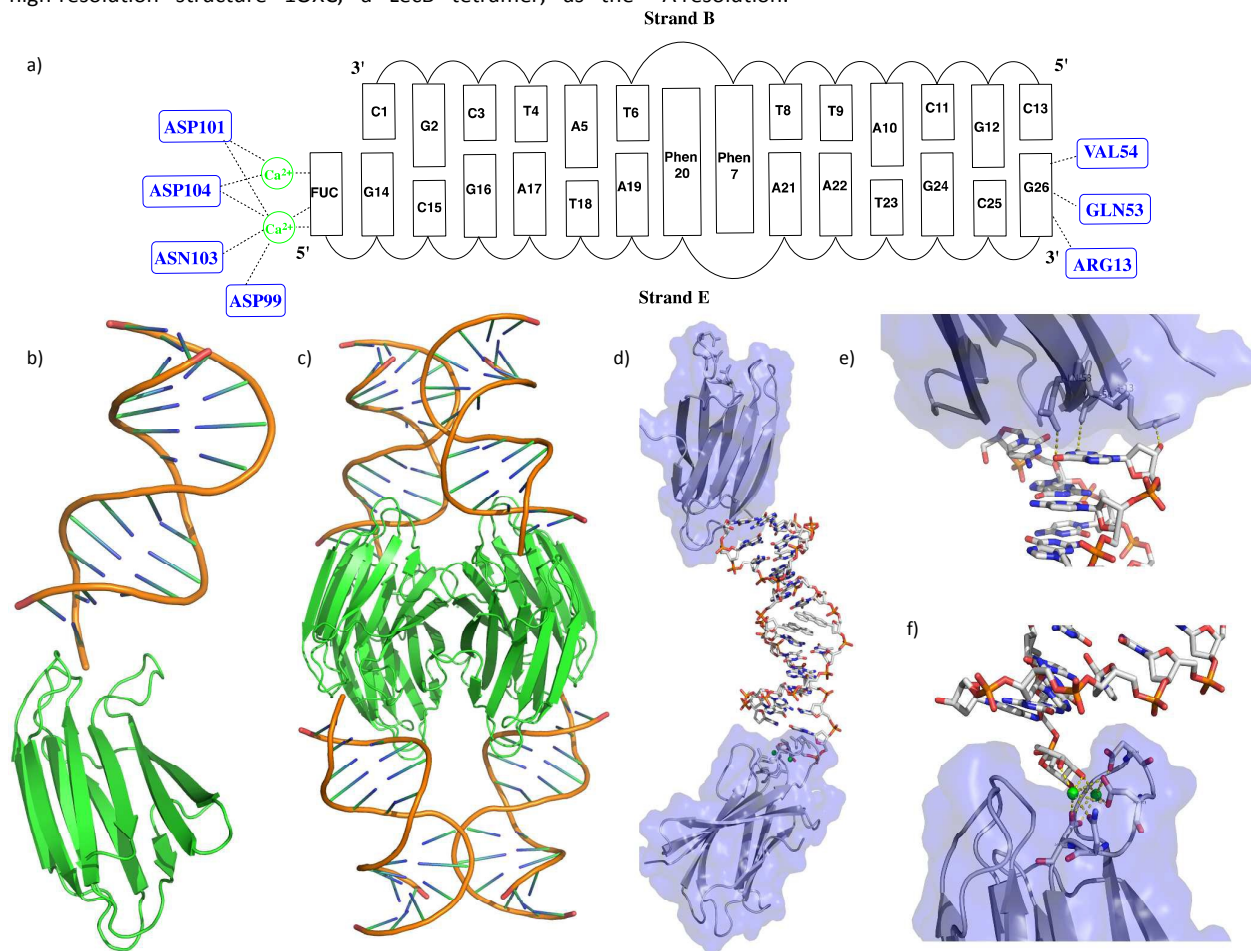 high-resolution structure 1OXC, a LecB tetramer, as the Å resolution.
Strand B
a)
3'
5'
C1
G2
C3
T4
A5
T6
Phen
20
Phen
7
T8
T9
A10
C11
G12
C13
ASP101
ASP104
ASN103
ASP99
Ca2+
Ca2+
FUC
G14
C15
G16
A17
T18
A19
A21
A22
T23
G24
C25
G26
VAL54
GLN53
ARG13
5'
3'
Strand E
b)
c)
d)
e)
f)